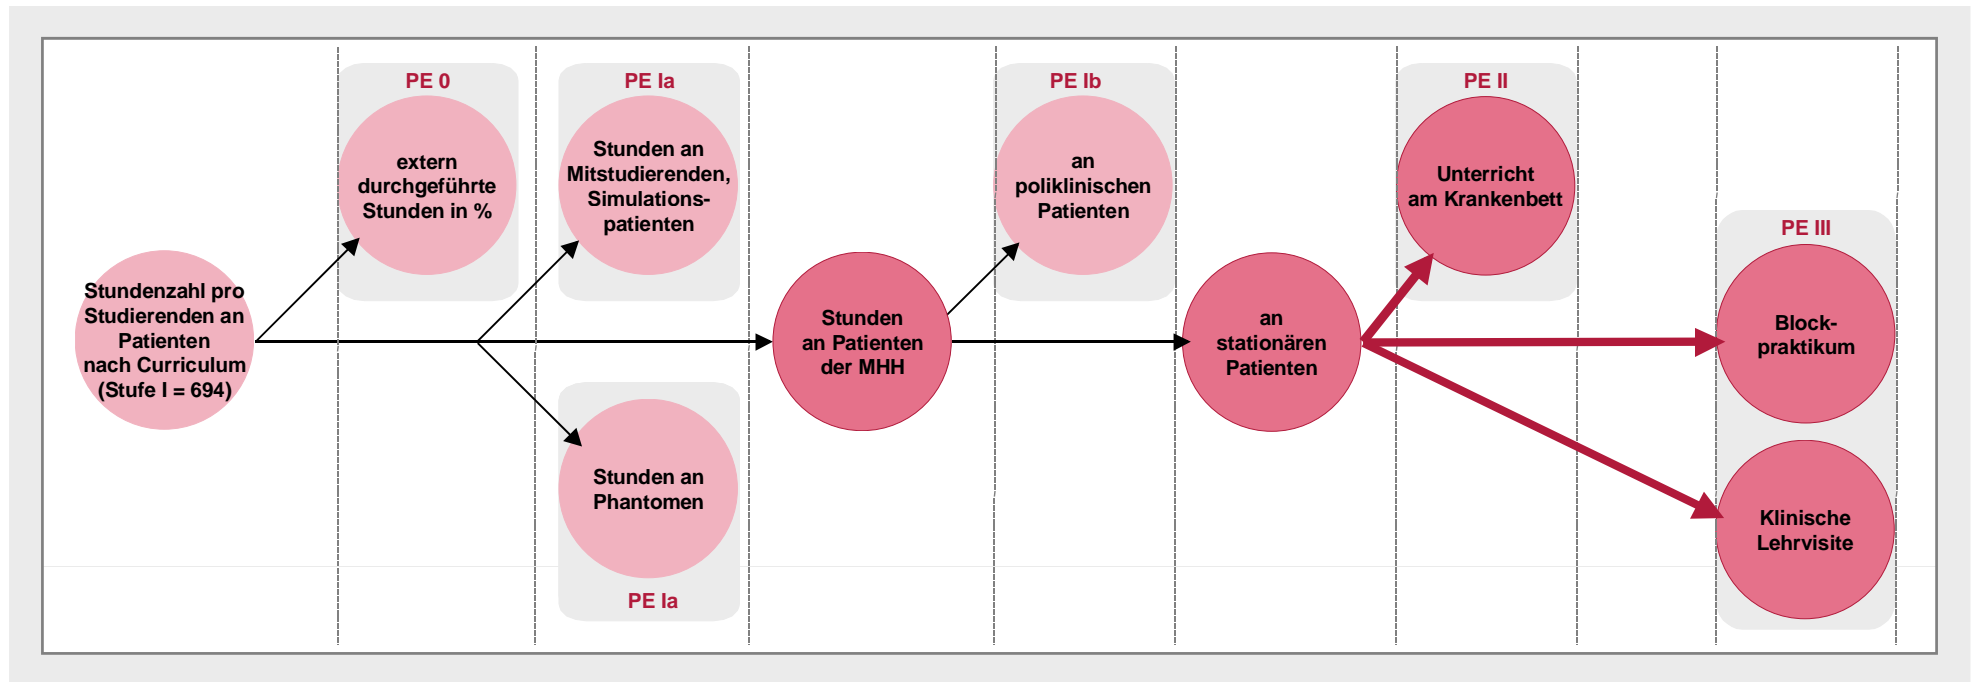 Stundenzahl pro
Studierenden an
Patienten
nach Curriculum
(Stufe I = 694)
PE 0
extern
durchgeführte
Stunden in %
PE Ia
Stunden an
Mitstudierenden,
Simulations-
patienten
Stunden an
Phantomen
PE Ia
Stunden
an Patienten
der MHH
PE Ib
an
poliklinischen
Patienten
an
stationären
Patienten
PE II
Unterricht
am Krankenbett
PE III
Block-
praktikum
Klinische
Lehrvisite